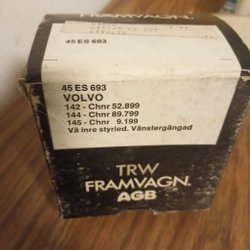 45 ES 693
45 ES 693
VOLVO
142 - Chnr 52.899
144 - Chnr 89.799
145 - Chnr 9.199
Vä inre styrled. Vänstergängad
TRW
FRAMVAGN.
AGB